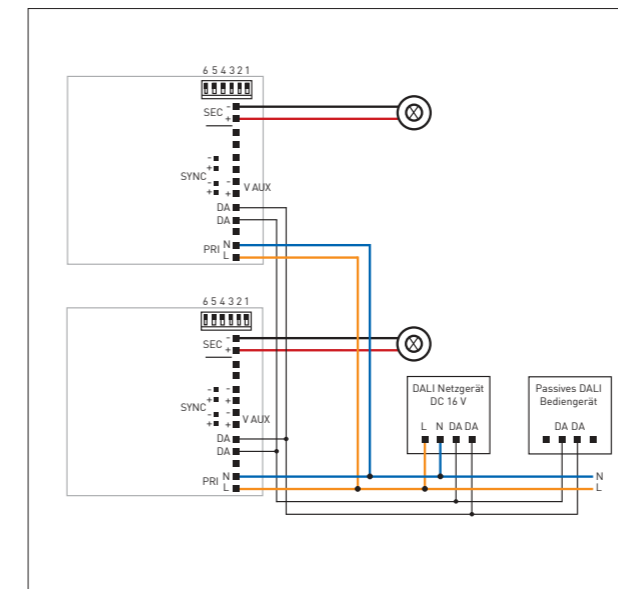 6 5 4 3 2 1
-
SEC +
-
+
SYNC
- -
+ + V AUX
DA
DA
N
PRI L
6 5 4 3 2 1
-
SEC +
- -
+ +
SYNC
- -
+ + V AUX
DA
DA
N
PRI L
DALI Netzgerät
DC 16 V
L N DA DA
Passives DALI
Bediengerät
DA DA
N
L